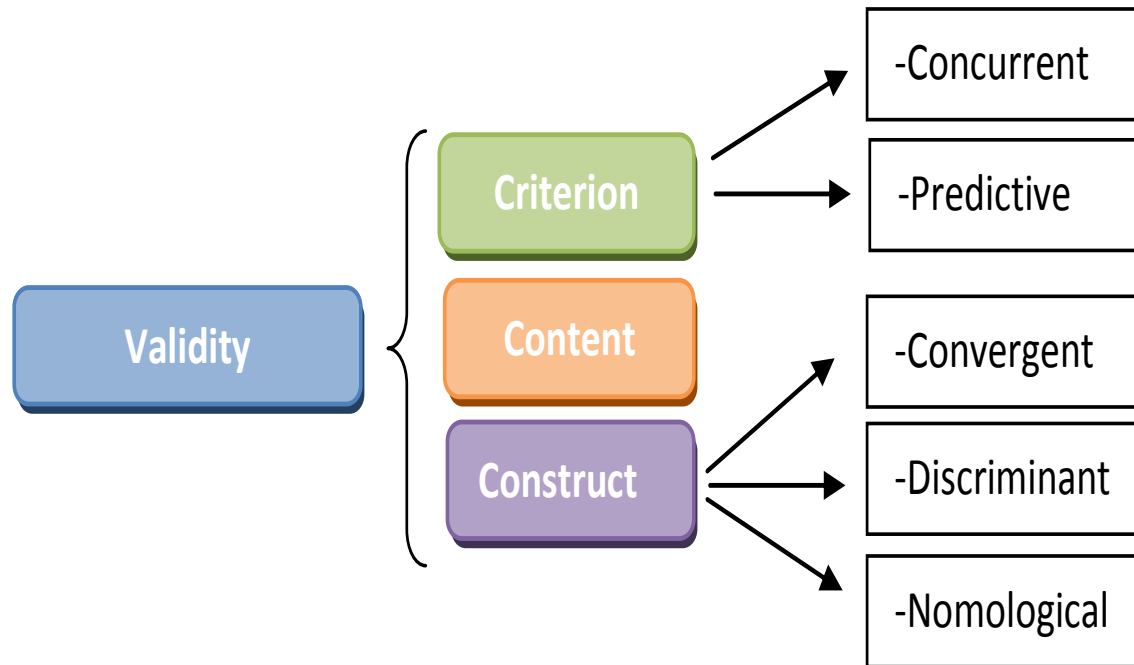 Validity
Criterion
-Concurrent
-Predictive
Content
Construct
-Convergent
-Discriminant
-Nomological